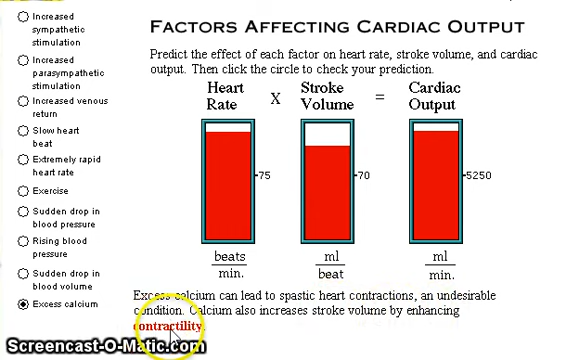 FACTORS AFFECTING CARDIAC OUTPUT
Increased
sympathetic
stimulation
Increased
parasympathetic
stimulation
Increased venous
return
Slow heart
beat
Extremely rapid
heart rate
Exercise
Sudden drop in
blood pressure
Rising blood
pressure
Sudden drop in
blood volume
Excess calcium
Predict the effect of each factor on heart rate, stroke volume, and cardiac
output. Then click the circle to check your prediction.
Heart
Rate
X
Stroke
Volume
=
Cardiac
Output
75
70
5250
beats
min.
ml
beat
ml
min.
Excess calcium can lead to spastic heart contractions, an undesirable
condition. Calcium also increases stroke volume by enhancing
contractility.
Screencast-O-Matic.com